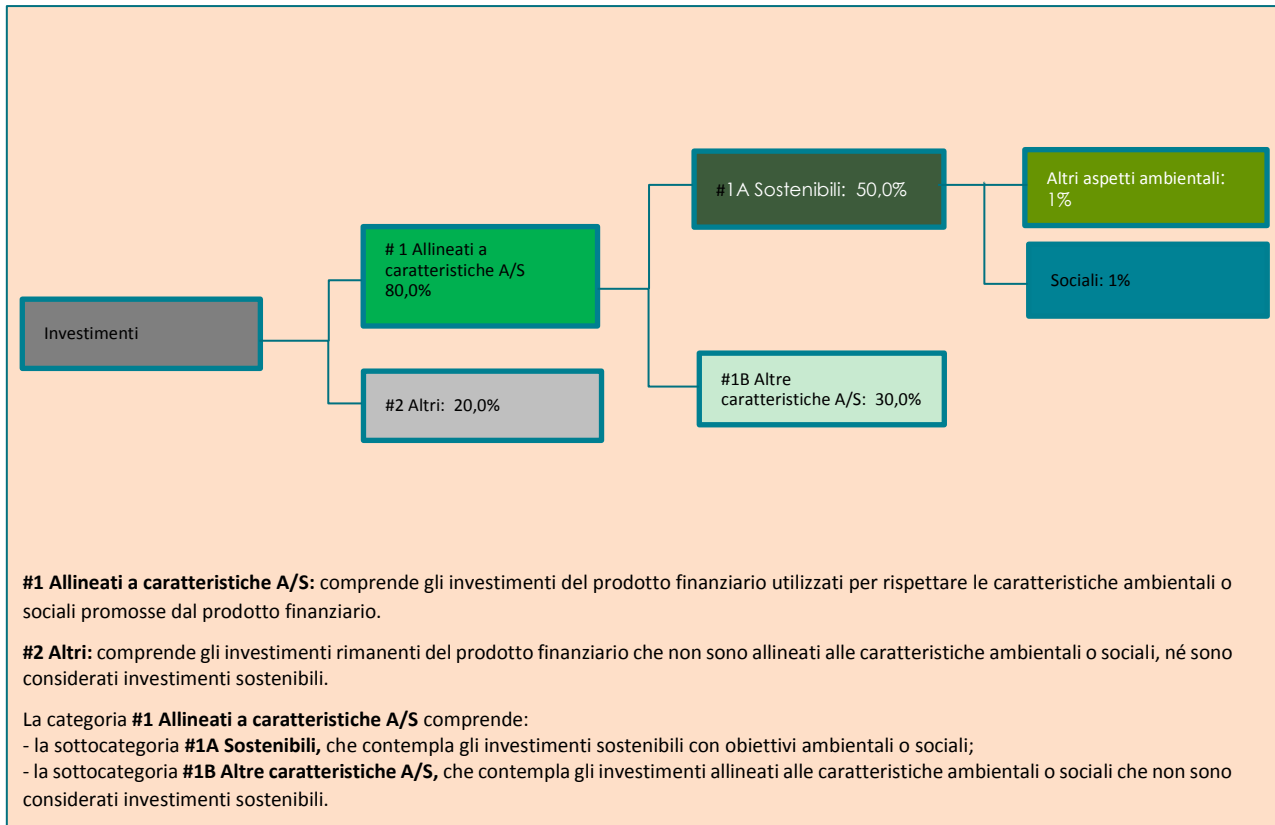 #1A Sostenibili: 50,0%
Altri aspetti ambientali:
1%
# 1 Allineati a
caratteristiche A/S
80,0%
Sociali: 1%
Investimenti
#1B Altre
caratteristiche A/S: 30,0%
#2 Altri: 20,0%
#1 Allineati a caratteristiche A/S: comprende gli investimenti del prodotto finanziario utilizzati per rispettare le caratteristiche ambientali o
sociali promosse dal prodotto finanziario.
#2 Altri: comprende gli investimenti rimanenti del prodotto finanziario che non sono allineati alle caratteristiche ambientali o sociali, né sono
considerati investimenti sostenibili.
La categoria #1 Allineati a caratteristiche A/S comprende:
- la sottocategoria #1A Sostenibili, che contempla gli investimenti sostenibili con obiettivi ambientali o sociali;
- la sottocategoria #1B Altre caratteristiche A/S, che contempla gli investimenti allineati alle caratteristiche ambientali o sociali che non sono
considerati investimenti sostenibili.